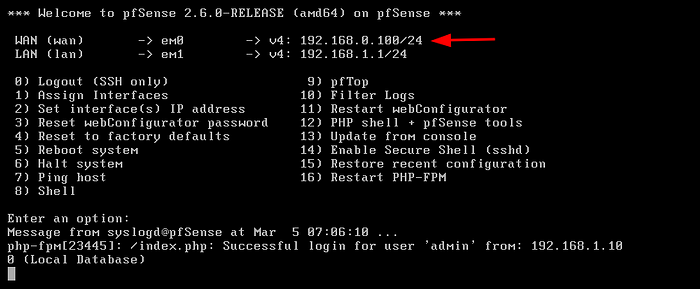 *** Welcome to pfSense 2.6.0-RELEASE (amd64) on pfSense ***
WAN (wan) -> em0 -> v4: 192.168.0.100/24
LAN (lan) -> em1 -> v4: 192.168.1.1/24
0) Logout (SSH only) 9) pfTop
1) Assign Interfaces 10) Filter Logs
2) Set interface(s) IP address 11) Restart webConfigurator
3) Reset webConfigurator password 12) PHP shell + pfSense tools
4) Reset to factory defaults 13) Update from console
5) Reboot system 14) Enable Secure Shell (sshd)
6) Halt system 15) Restore recent configuration
7) Ping host 16) Restart PHP-FPM
8) Shell
Enter an option:
Message from syslogd@pfSense at Mar 5 07:06:10 ...
php-fpm[23445]: /index.php: Successful login for user 'admin' from: 192.168.1.10
0 (Local Database)